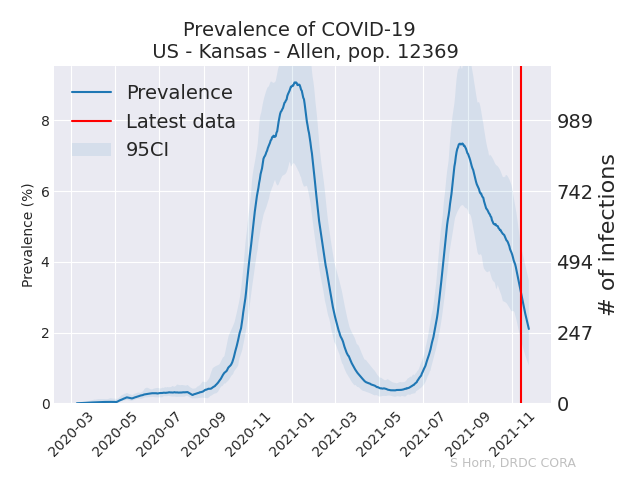 Prevalence of COVID-19
US - Kansas - Allen, pop. 12369
Prevalence
Latest data
95CI
Prevalence (%)
8
6
4
2
0
989
742
494
247
0
# of infections
2020-03
2020-05
2020-07
2020-09
2020-11
2021-01
2021-03
2021-05
2021-07
2021-09
2021-11
S Horn, DRDC CORA